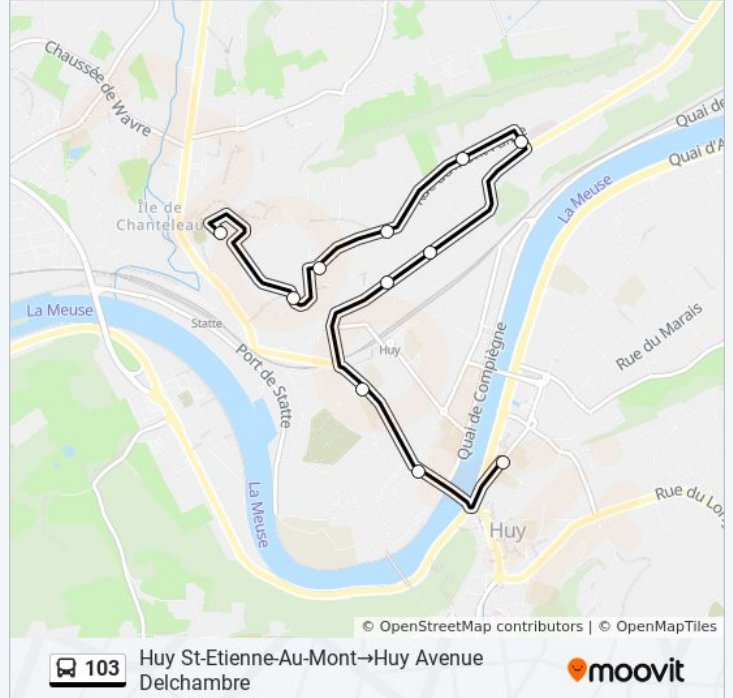 Chaussée de Wavre
Quai de
Quai d'A
La Meuse
Île de
Chanteleu
La Meuse
Statte
Port de Statte
Huy
Rue du Marais
Quai de Compiègne
La Meuse
Rue du Lon
Huy
© OpenStreetMap contributors | © OpenMapTiles
103
Huy St-Etienne-Au-Mont→Huy Avenue
Delchambre
moovit